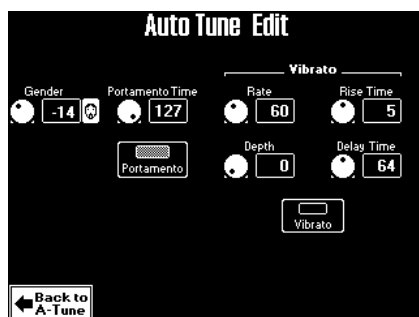 Auto Tune Edit
Vibrato
Gender
Portamento Time
Rate
Rise Time
-14
127
60
5
Depth
Delay Time
Portamento
0
64
Vibrato
Back to
A-Tune